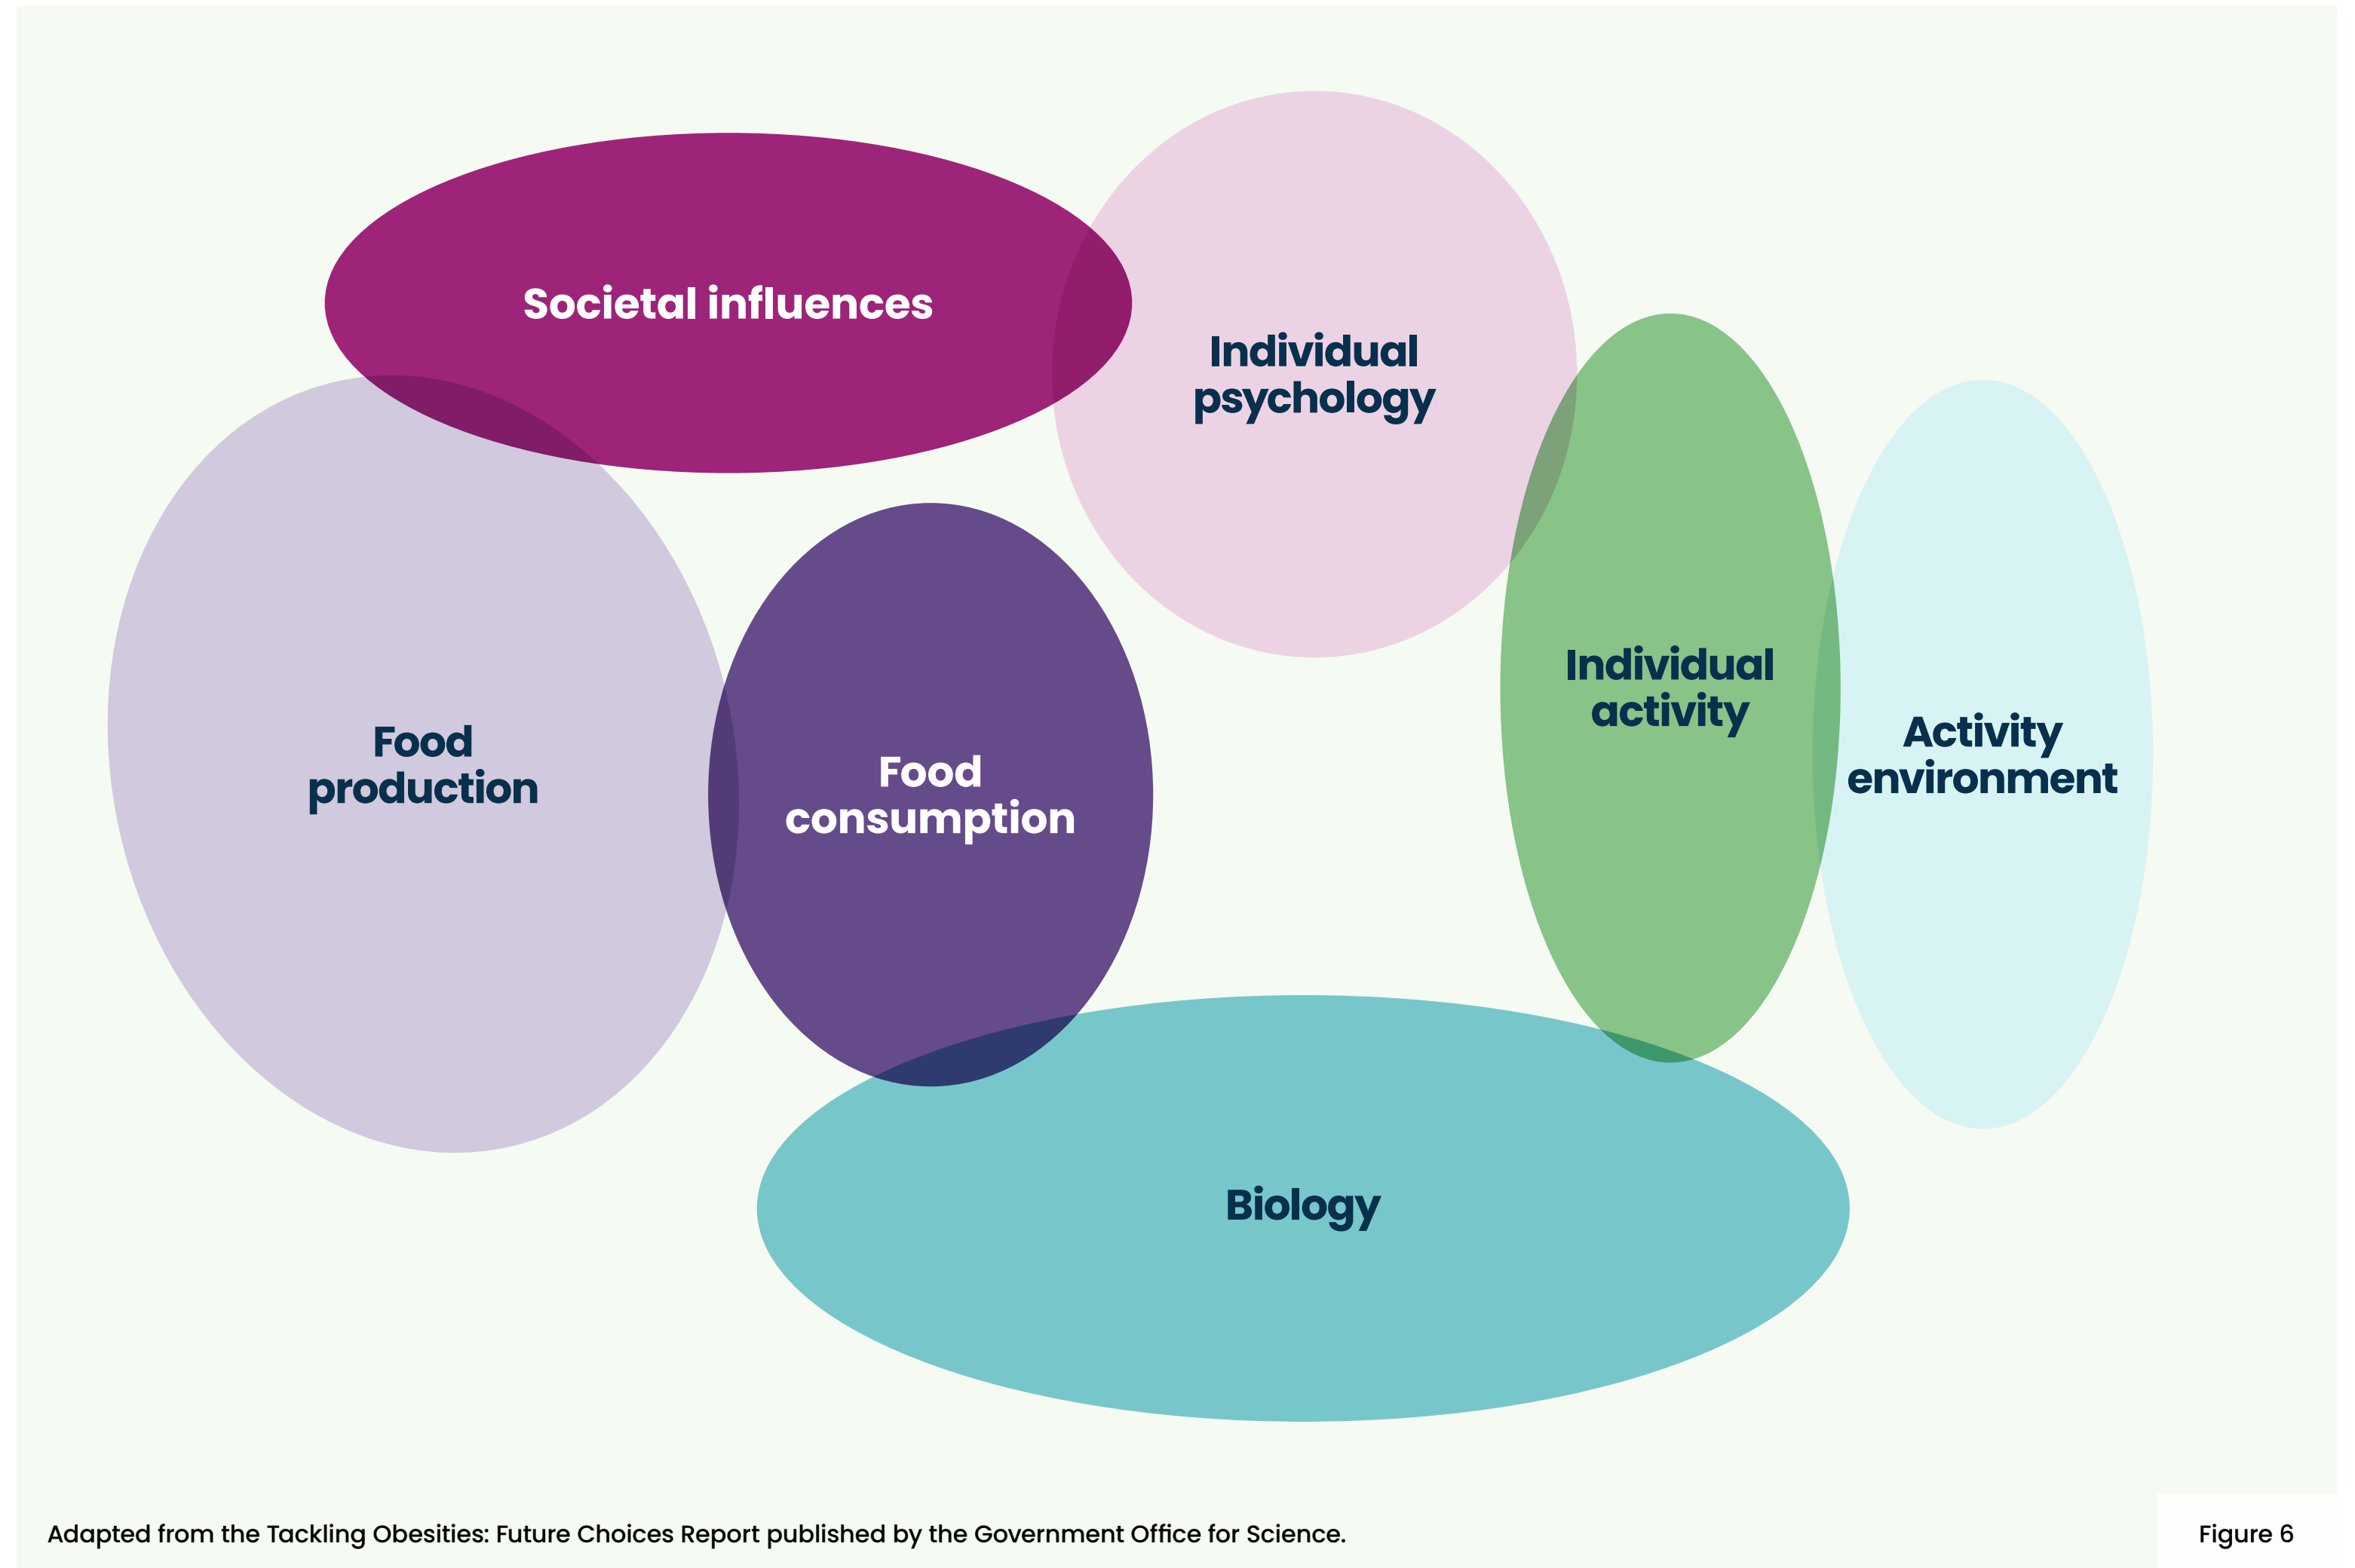 Societal influences
Individual
psychology
Individual
activity
Activity
environment
Food
production
Food
consumption
Biology
Adapted from the Tackling Obesities: Future Choices Report published by the Government Office for Science.
Figure 6